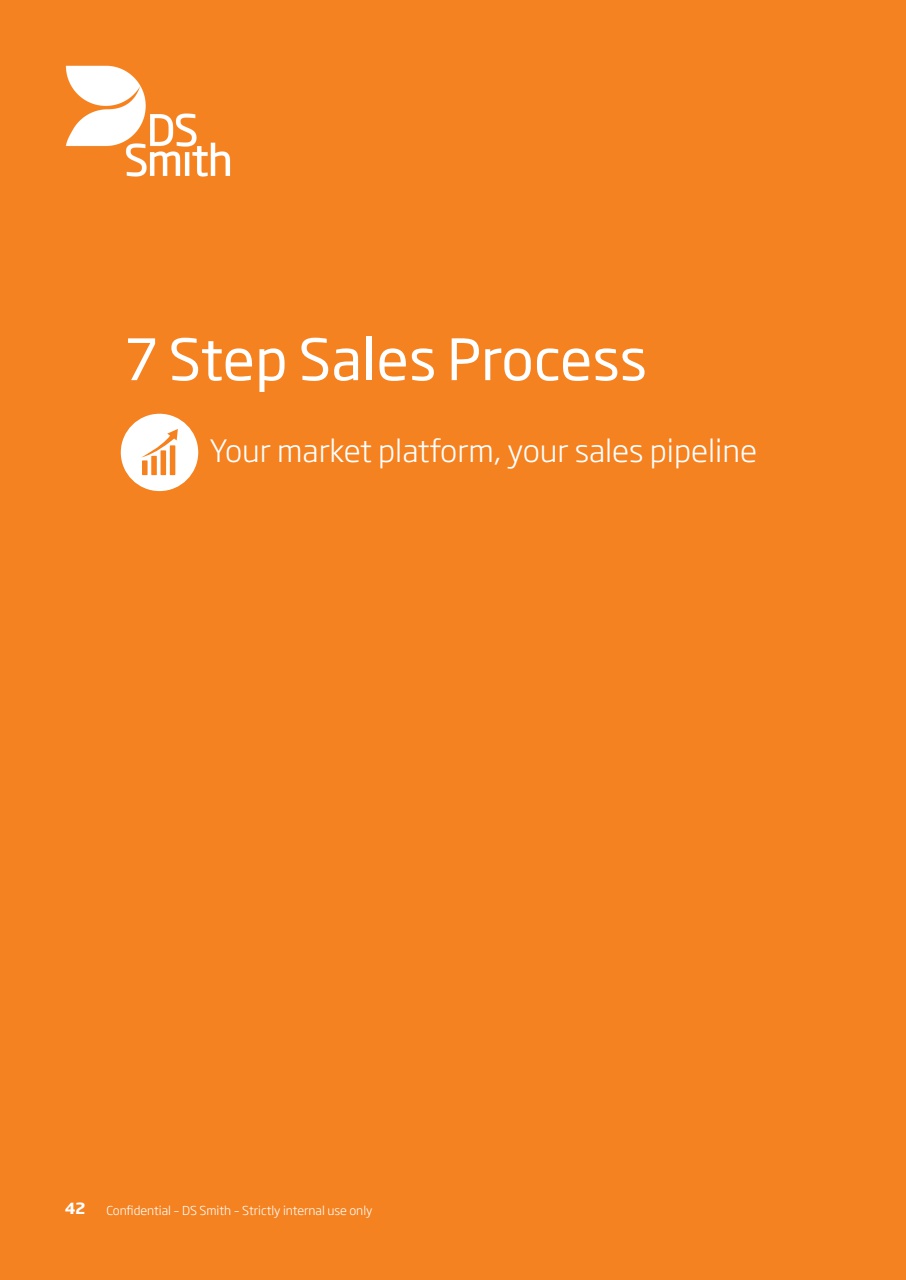 DS
Smith
7 Step Sales Process
Your market platform, your sales pipeline
42 Confidential – DS Smith – Strictly internal use only